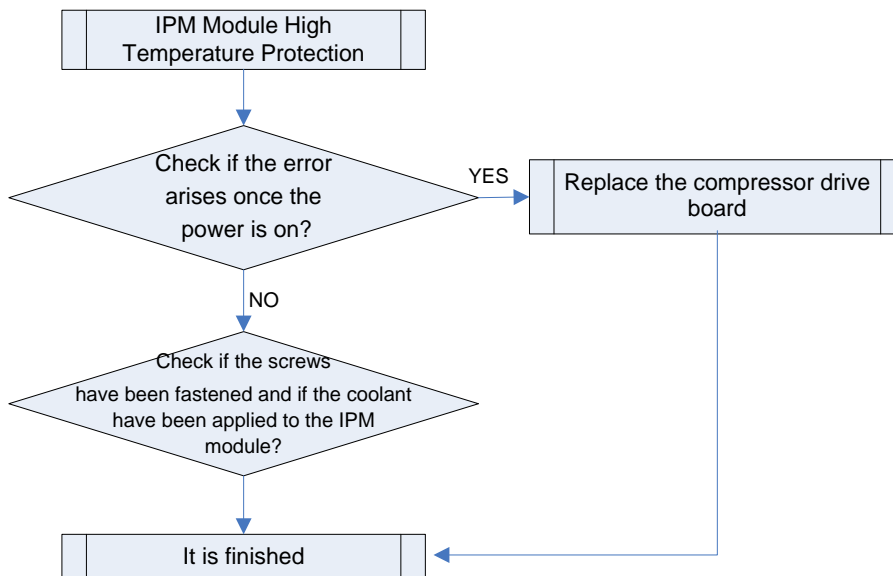 IPM Module High
Temperature Protection
Check if the error
arises once the
power is on?
YES
Replace the compressor drive
board
NO
Check if the screws
have been fastened and if the coolant
have been applied to the IPM
module?
It is finished